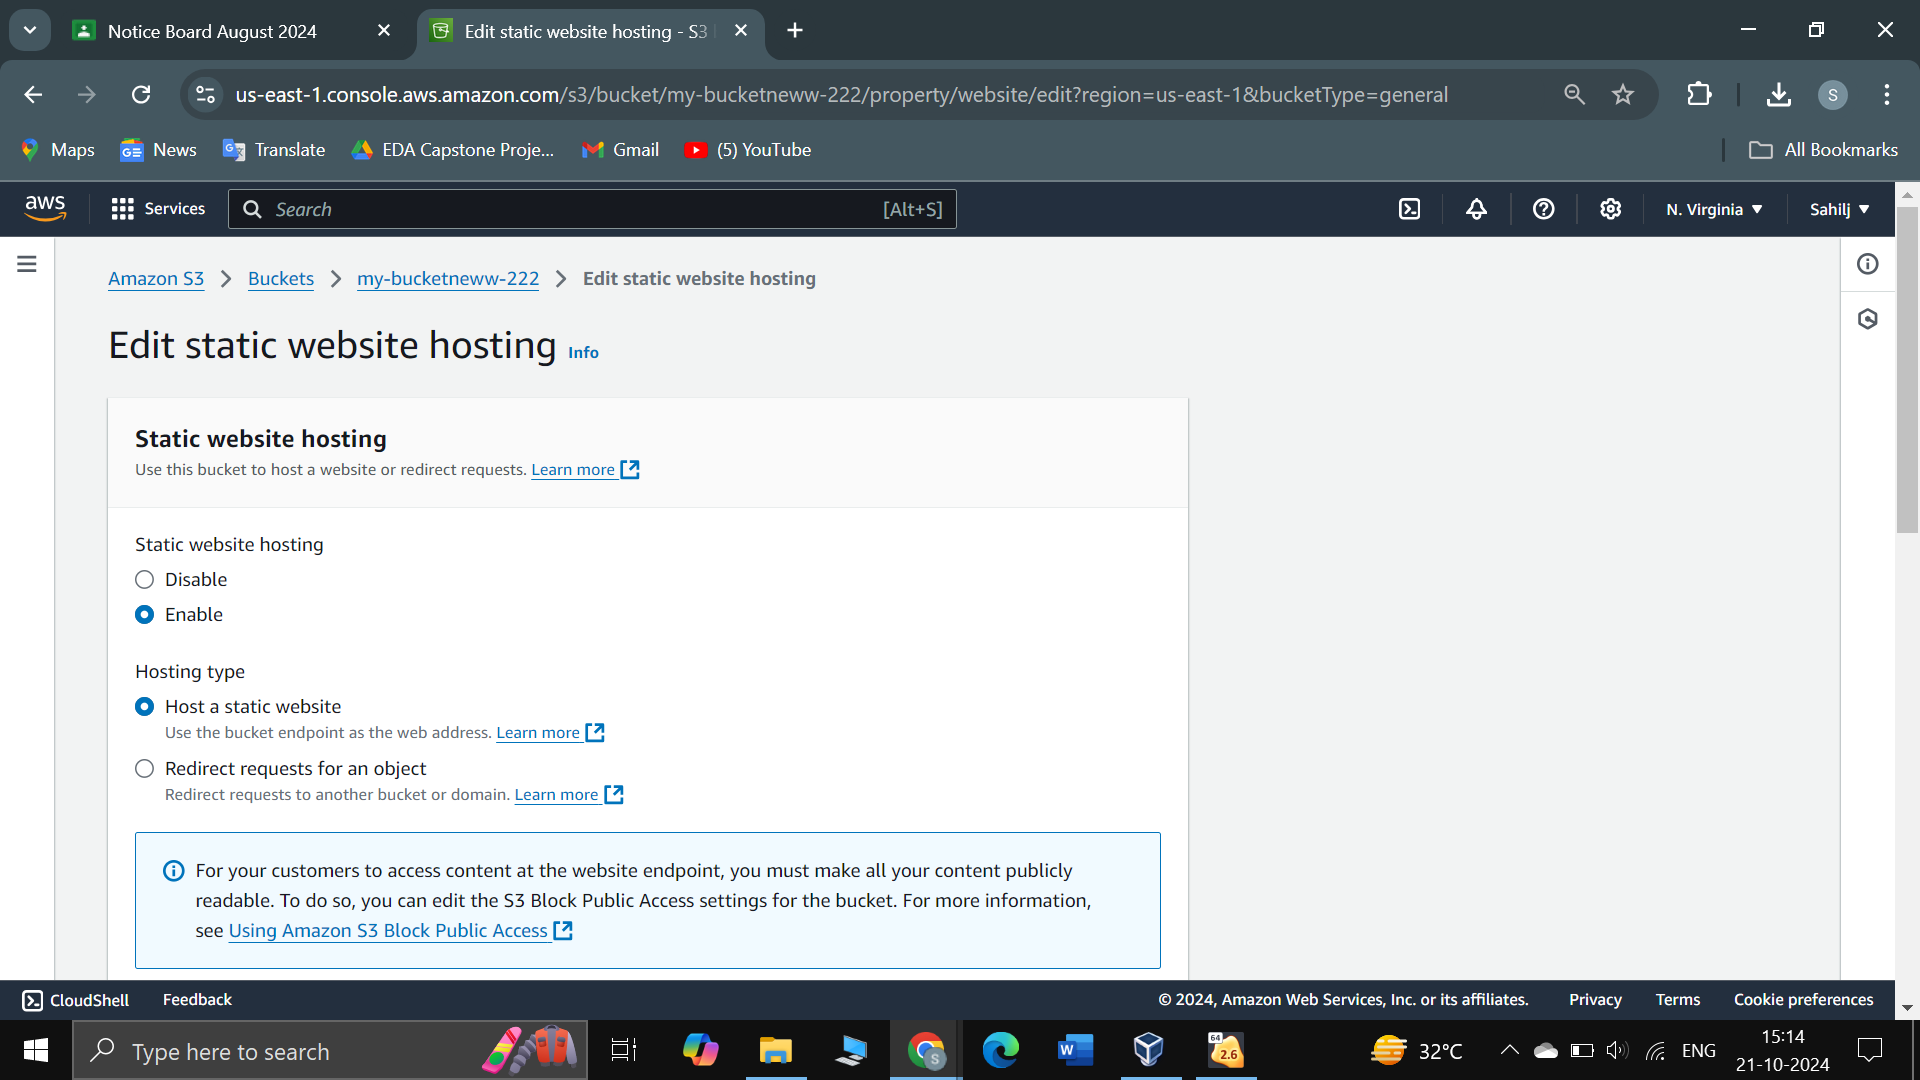 Notice Board August 2024
Edit static website hosting - S3
us-east-1.console.aws.amazon.com/s3/bucket/my-bucketneww-222/property/website/edit?region=us-east-1&bucketType=general
S
Maps
News
Translate
EDA Capstone Proje...
Gmail
(5) YouTube
All Bookmarks
aws
Services
Search
[Alt+S]
N. Virginia
Sahilj
Amazon S3
Buckets
my-bucketneww-222
Edit static website hosting
Edit static website hosting Info
Static website hosting
Use this bucket to host a website or redirect requests. Learn more
Static website hosting
Disable
Enable
Hosting type
Host a static website
Use the bucket endpoint as the web address. Learn more
Redirect requests for an object
Redirect requests to another bucket or domain. Learn more
For your customers to access content at the website endpoint, you must make all your content publicly
readable. To do so, you can edit the S3 Block Public Access settings for the bucket. For more information,
see Using Amazon S3 Block Public Access
CloudShell
Feedback
© 2024, Amazon Web Services, Inc. or its affiliates.
Privacy
Terms
Cookie preferences
Type here to search
S
W
64
2.6
32°C
ENG
15:14
21-10-2024